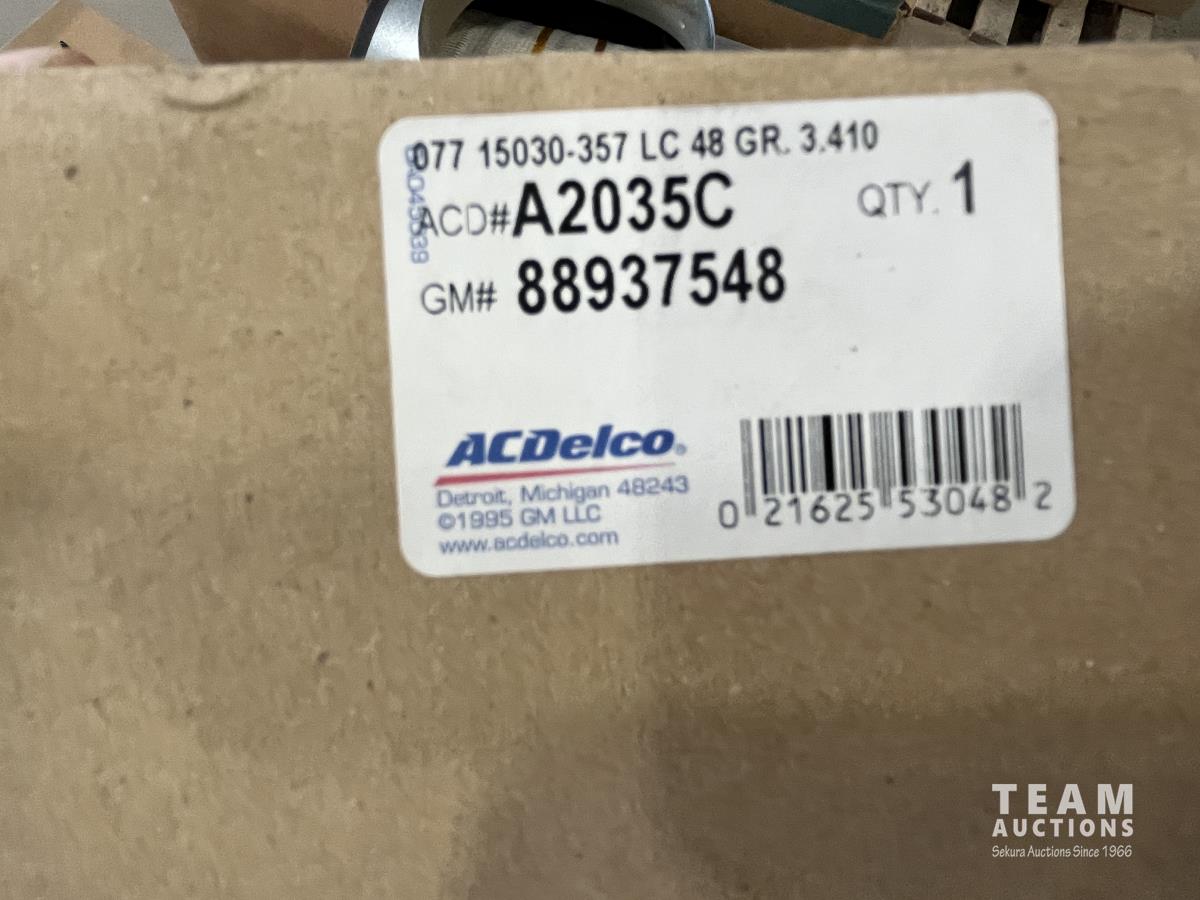 077 15030-357 LC 48 GR. 3.410
ACD# A2035C QTY. 1
GM# 88937548
ACDelco®
Detroit, Michigan 48243
©1995 GM LLC
www.acdelco.com
0 21625 53048 2
TEAM
AUCTIONS
Sekura Auctions Since 1966